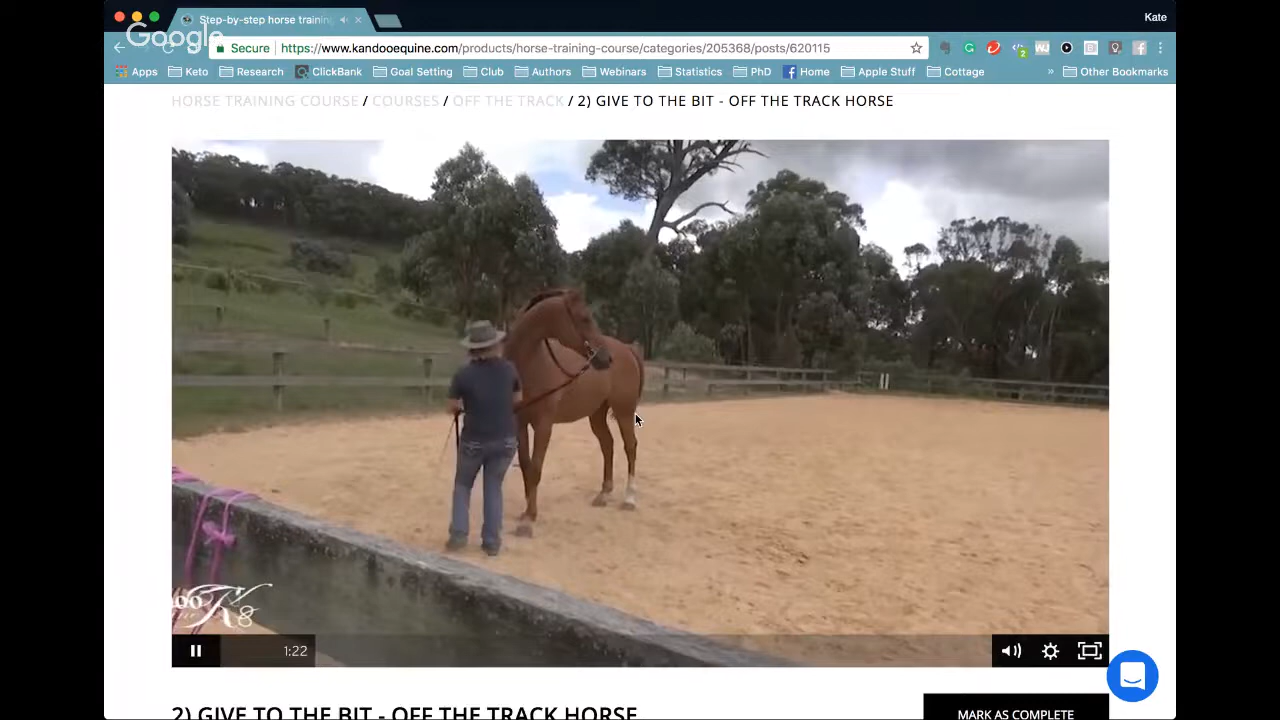 Step-by-step horse trainin
Kate
Google
Secure https://www.kandooequine.com/products/horse-training-course/categories/205368/posts/620115
2
Apps Keto Research ClickBank Goal Setting Club Authors Webinars Statistics PhD Home Apple Stuff Cottage » Other Bookmarks
HORSE TRAINING COURSE / COURSES / OFF THE TRACK / 2) GIVE TO THE BIT - OFF THE TRACK HORSE
1:22
2) GIVE TO THE BIT - OFF THE TRACK HORSE
MARK AS COMPLETE